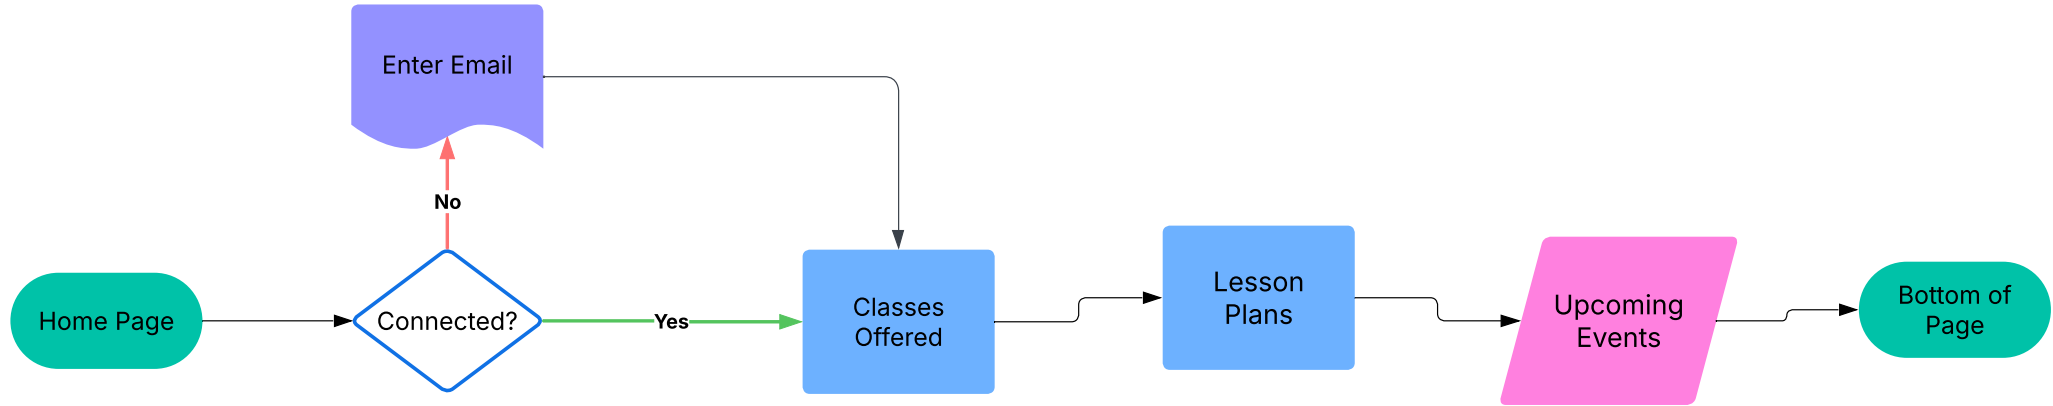 Enter Email
No
Home Page
Connected?
Yes
Classes
Offered
Lesson
Plans
Upcoming
Events
Bottom of
Page